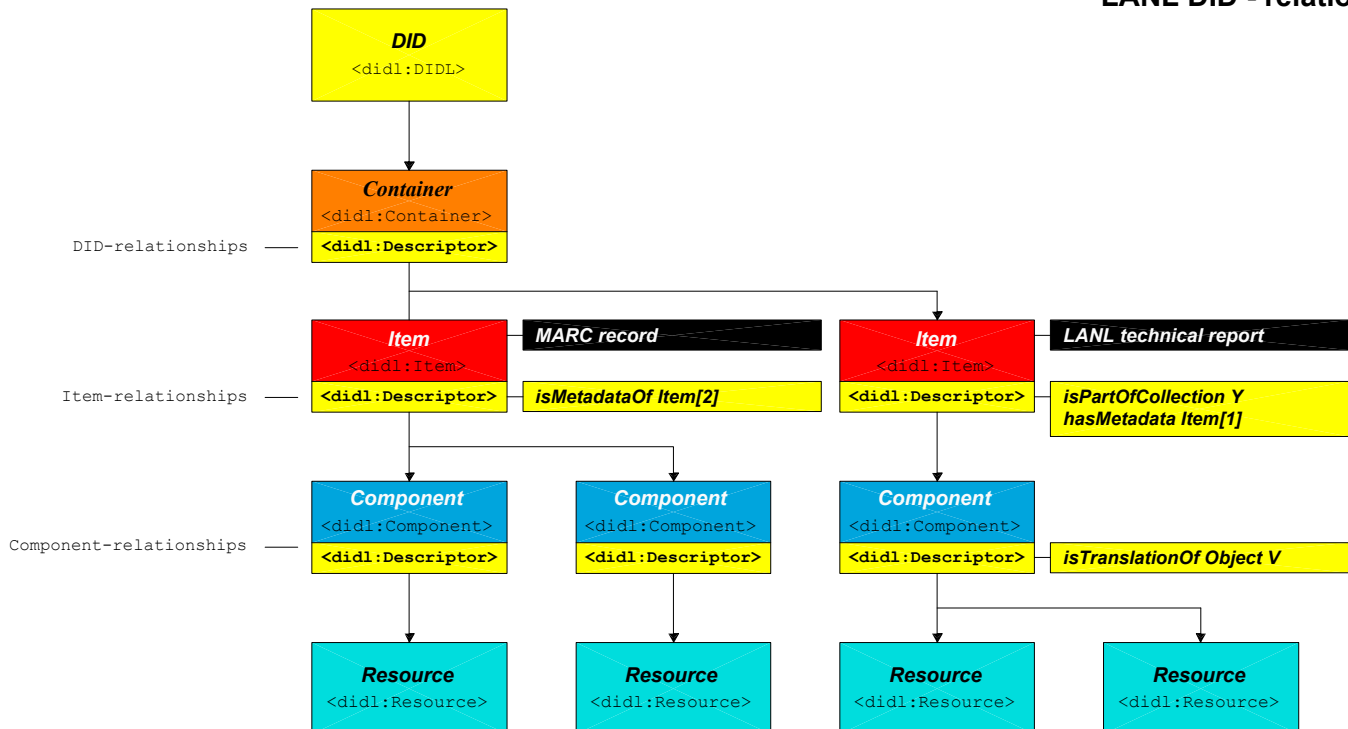 LANL DID - relatio
DID
<didl:DIDL>
Container
<didl:Container>
DID-relationships
<didl:Descriptor>
Item
<didl:Item>
MARC record
Item
<didl:Item>
LANL technical report
Item-relationships
<didl:Descriptor>
isMetadataOf Item[2]
<didl:Descriptor>
isPartOfCollection Y
hasMetadata Item[1]
Component
<didl:Component>
Component
<didl:Component>
Component
<didl:Component>
Component-relationships
<didl:Descriptor>
<didl:Descriptor>
<didl:Descriptor>
isTranslationOf Object V
Resource
<didl:Resource>
Resource
<didl:Resource>
Resource
<didl:Resource>
Resource
<didl:Resource>